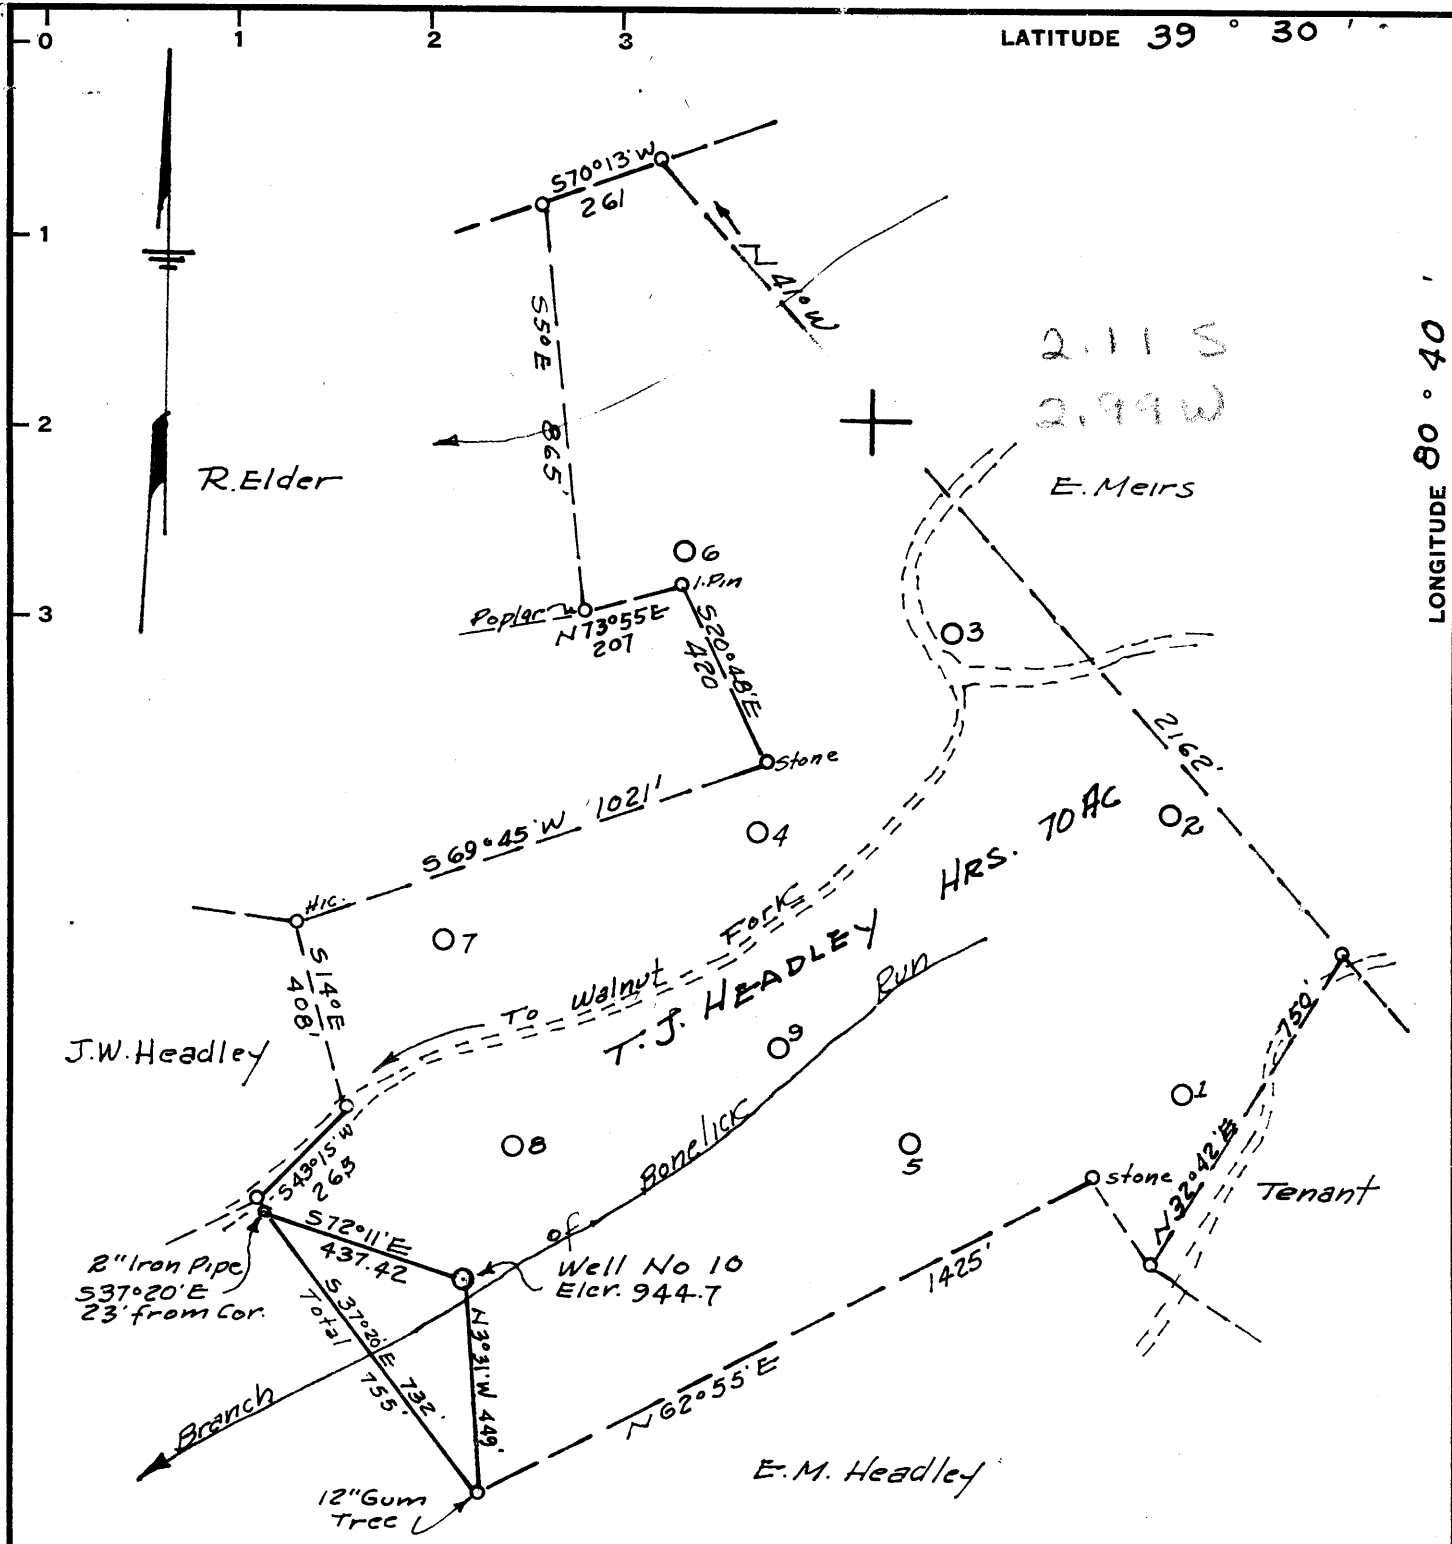 0 1 2 3
LATITUDE 39 ° 30 '
1
2
3
LONGITUDE 80 ° 40 '
S70°13'W
261
N41°W
S5°E 865'
2.11 S
2.99 W
R.Elder
E.Meirs
6
I.Pin
Poplar
N73°55E
207
S20°48'E
420
3
Stone
2162'
S69°45'W 1021'
4
2
HRS. 70 AC
Hic.
7
S14°E
408'
To Walnut Fork
T. J. HEADLEY
J.W.Headley
9
750'
1
8
5
Branch of Bonelick Run
S43°15'W
263
stone
N32°42'E
Tenant
S72°11'E
437.42
2" Iron Pipe
S37°20'E
23' from Cor.
Well No 10
Elev. 944.7
1425'
S37°20'E 732'
Total 755'
N3°31'W 449'
N62°55'E
E.M. Headley
12" Gum
Tree